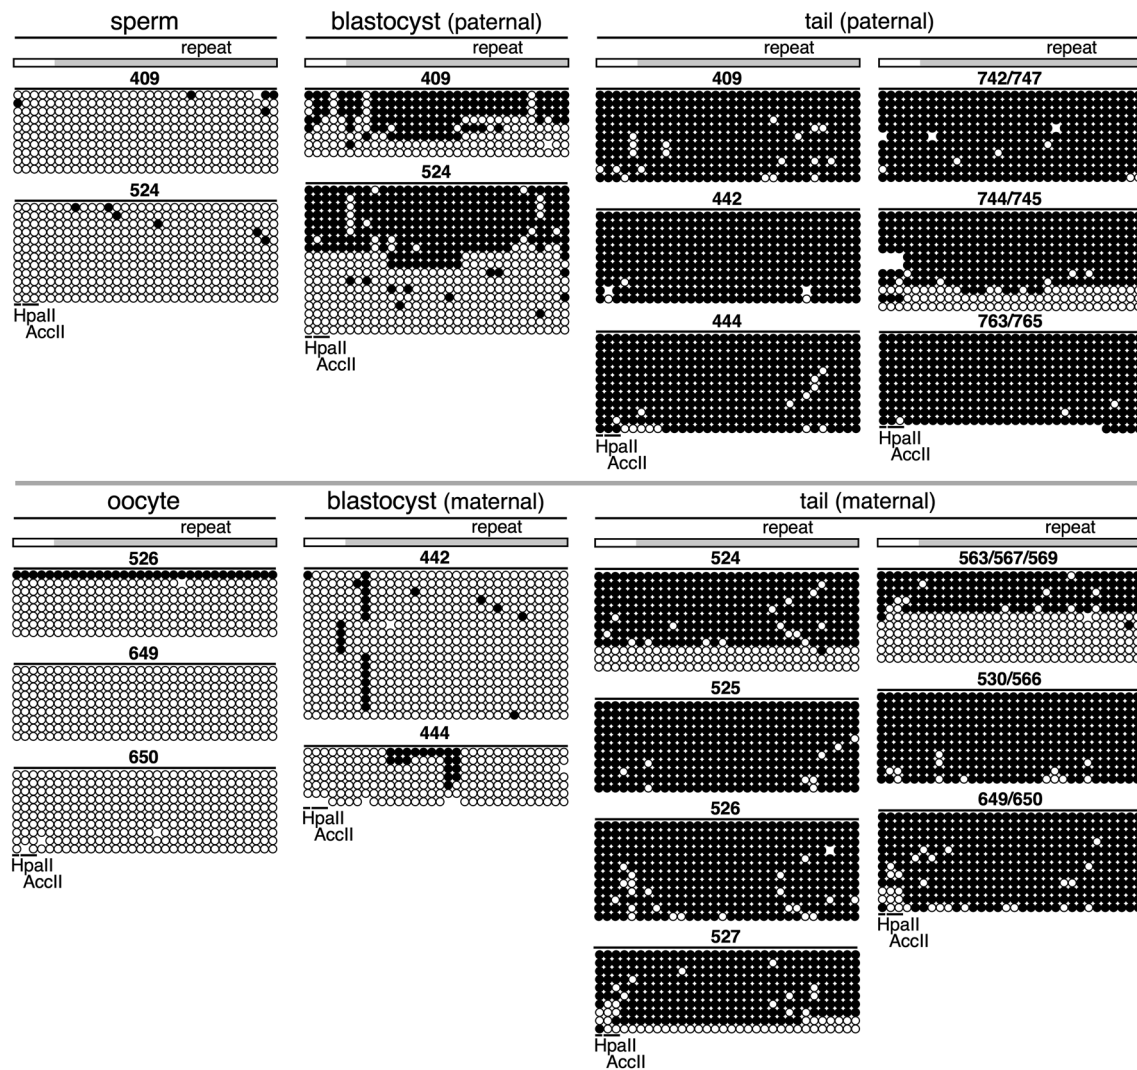 sperm
repeat
409
524
HpaII
AccII
blastocyst (paternal)
repeat
409
524
HpaII
AccII
tail (paternal)
repeat
409
442
444
HpaII
AccII
repeat
742/747
744/745
763/765
HpaII
AccII
oocyte
repeat
526
649
650
HpaII
AccII
blastocyst (maternal)
repeat
442
444
HpaII
AccII
tail (maternal)
repeat
524
525
526
527
HpaII
AccII
repeat
563/567/569
530/566
649/650
HpaII
AccII